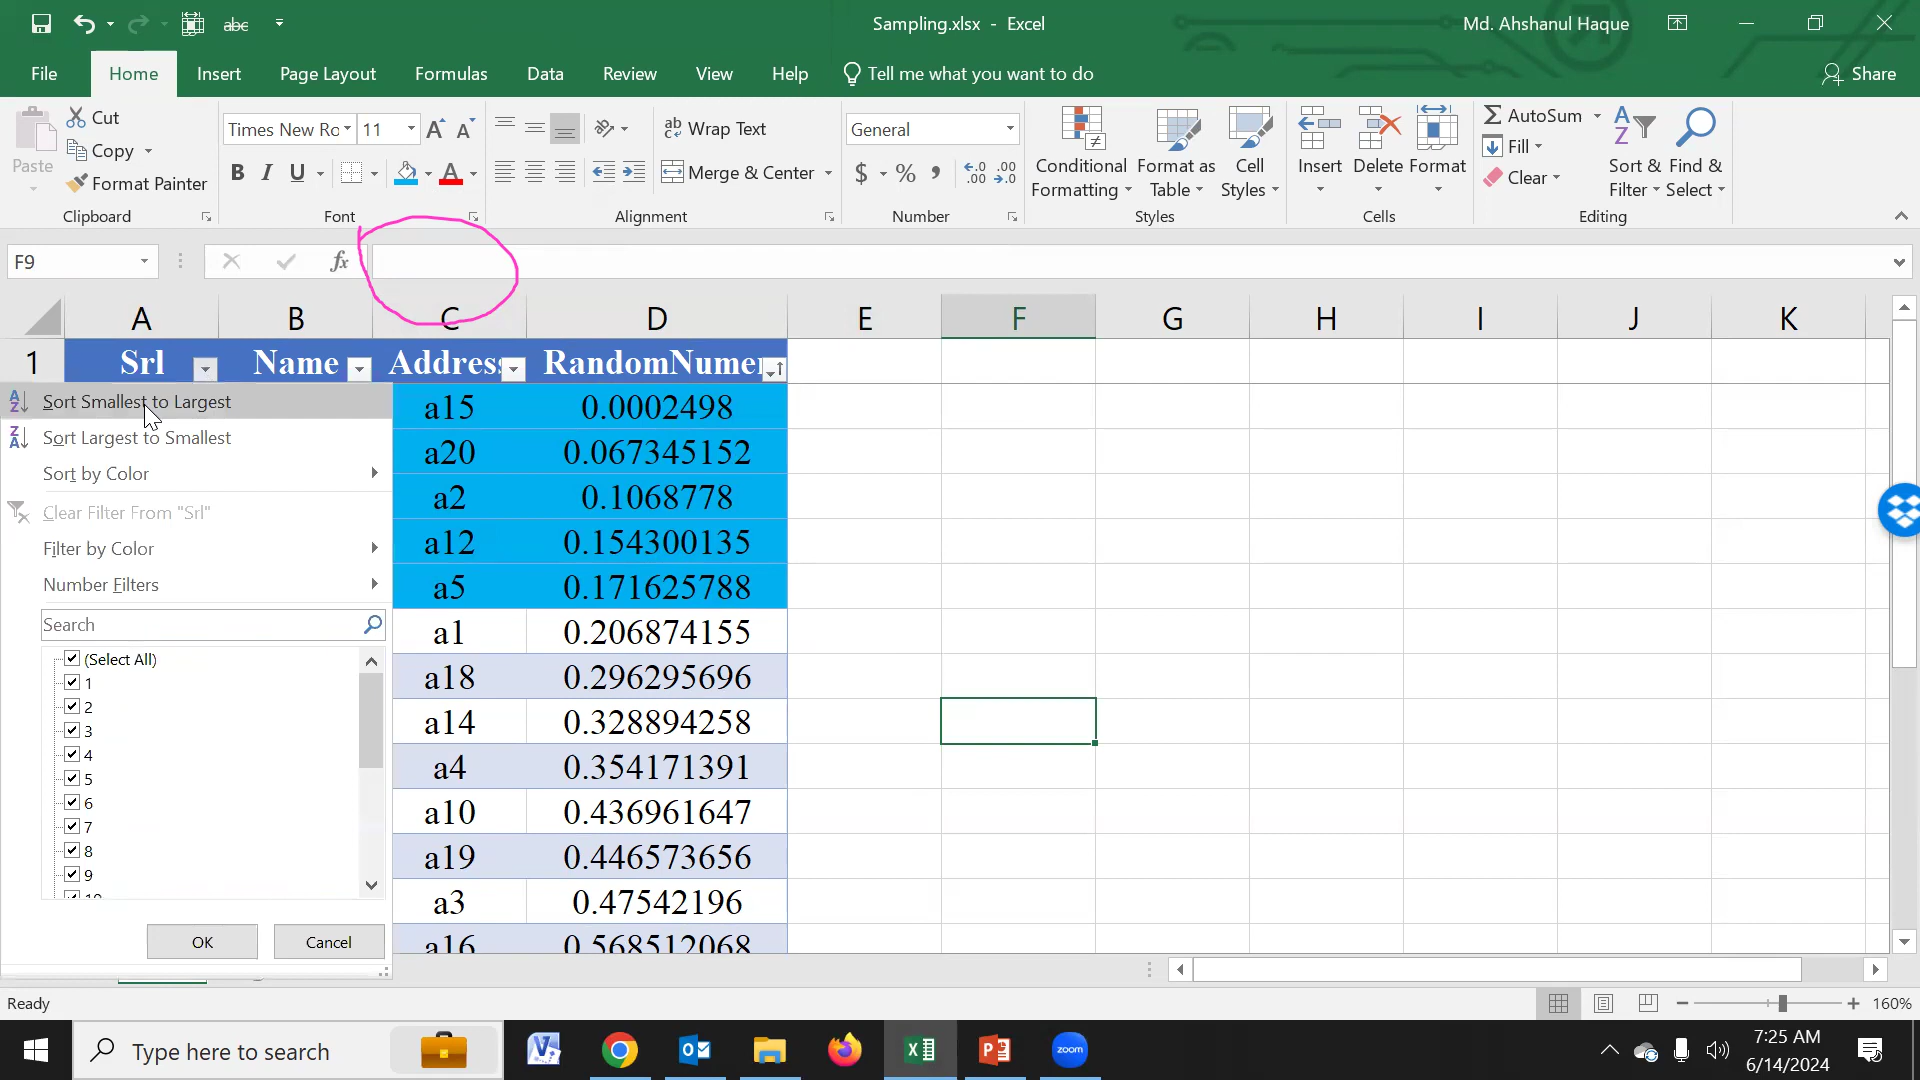 abc
Sampling.xlsx - Excel
Md. Ahshanul Haque
File
Home
Insert
Page Layout
Formulas
Data
Review
View
Help
Tell me what you want to do
Share
Paste
Cut
Copy
Format Painter
Clipboard
Times New Ro
11
B I U
Font
Wrap Text
Merge & Center
Alignment
General
$ % ,
Number
Conditional
Formatting
Format as
Table
Cell
Styles
Styles
Insert
Delete
Format
Cells
AutoSum
Fill
Clear
Sort &
Filter
Find &
Select
Editing
F9
fx
A B C D E F G H I J K
1 Srl Name Address RandomNumer
Sort Smallest to Largest
Sort Largest to Smallest
Sort by Color
Clear Filter From "Srl"
Filter by Color
Number Filters
Search
(Select All)
1
2
3
4
5
6
7
8
9
10
OK
Cancel
a15 0.0002498
a20 0.067345152
a2 0.1068778
a12 0.154300135
a5 0.171625788
a1 0.206874155
a18 0.296295696
a14 0.328894258
a4 0.354171391
a10 0.436961647
a19 0.446573656
a3 0.47542196
a16 0.568512068
Ready
160%
Type here to search
zoom
7:25 AM
6/14/2024